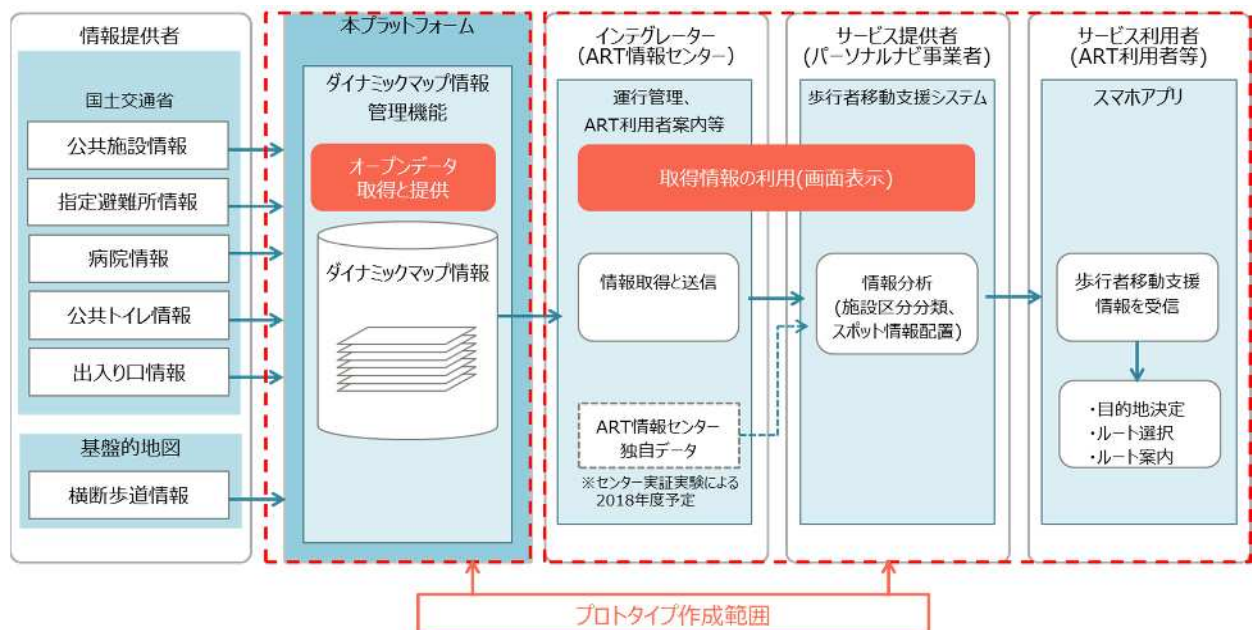 情報提供者
国土交通省
公共施設情報
指定避難所情報
病院情報
公共トイレ情報
出入り口情報
基盤的地図
横断歩道情報
本プラットフォーム
ダイナミックマップ情報
管理機能
オープンデータ
取得と提供
ダイナミックマップ情報
インテグレーター
(ART情報センター)
運行管理、
ART利用者案内等
取得情報の利用(画面表示)
情報取得と送信
ART情報センター
独自データ
※センター実証実験による
2018年度予定
サービス提供者
(パーソナルナビ事業者)
歩行者移動支援システム
情報分析
(施設区分分類、
スポット情報配置)
サービス利用者
(ART利用者等)
スマホアプリ
歩行者移動支援
情報を受信
・目的地決定
・ルート選択
・ルート案内
プロトタイプ作成範囲